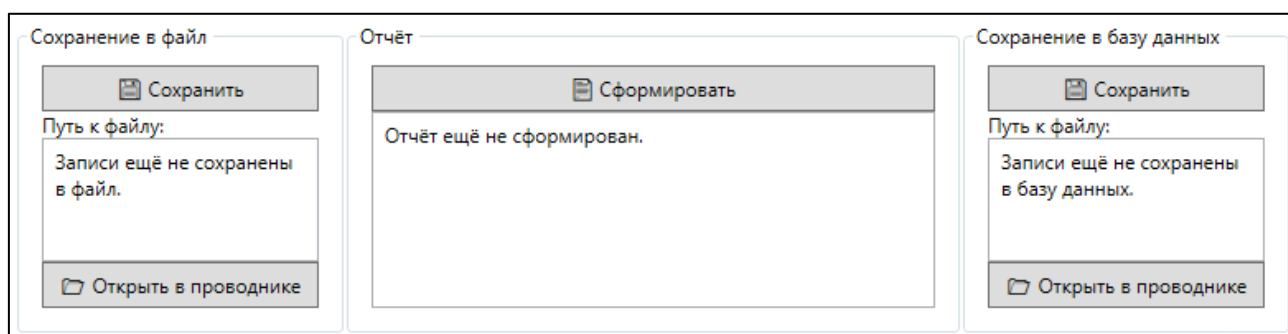 Сохранение в файл
Сохранить
Путь к файлу:
Записи ещё не сохранены
в файл.
Открыть в проводнике
Отчёт
Сформировать
Отчёт ещё не сформирован.
Сохранение в базу данных
Сохранить
Путь к файлу:
Записи ещё не сохранены
в базу данных.
Открыть в проводнике